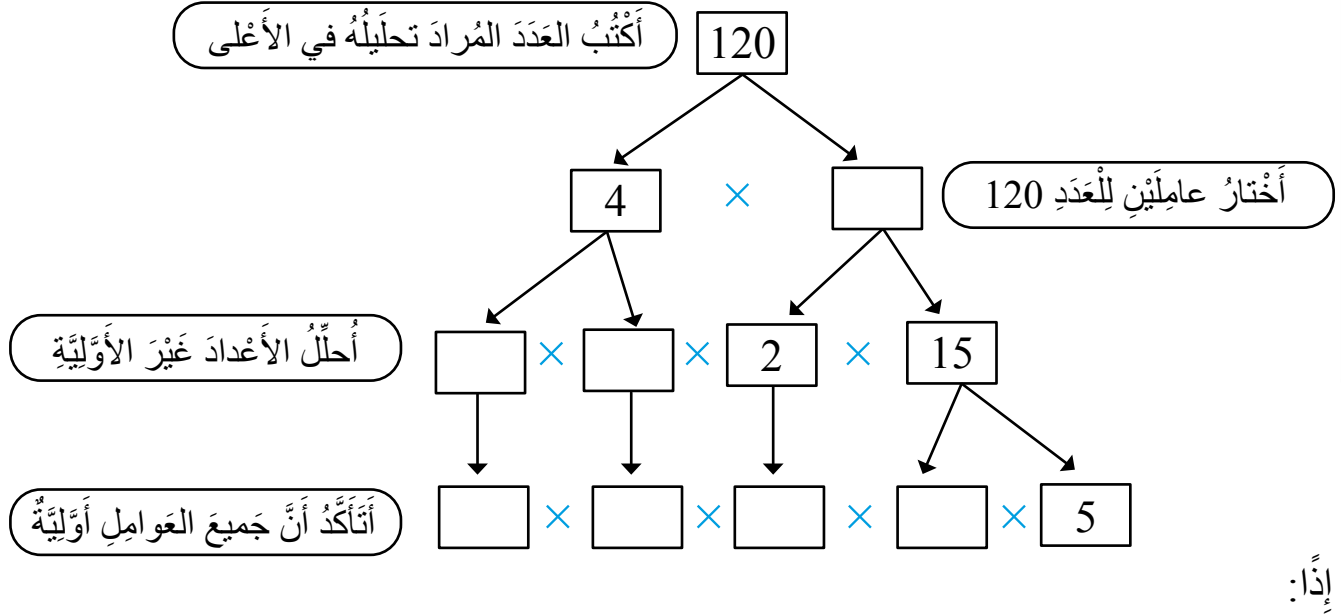 أَكْتُبُ العَدَدَ المُرادَ تحلَيلُهُ في الأَعْلى
120
4 ×
أَخْتارُ عامِلَيْنِ لِلْعَدَدِ 120
أُحلِّلُ الأَعْدادَ غَيْرَ الأَوَّلِيَّةِ
× × 2 × 15
أَتَأَكَّدُ أَنَّ جَميعَ العَوامِلِ أَوَّلِيَّةٌ
× × × × 5
إِذًا: